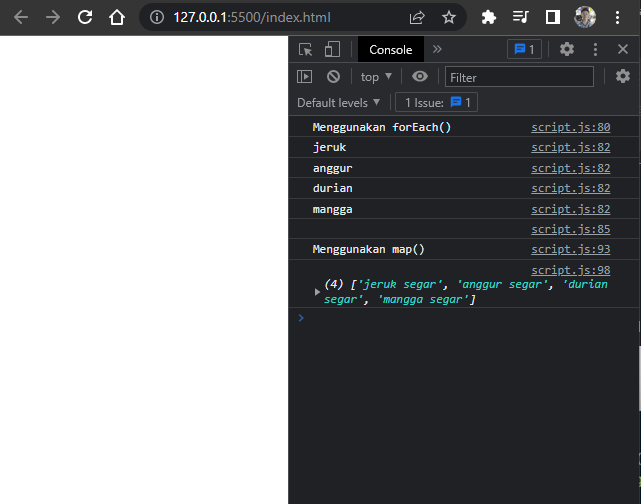 127.0.0.1:5500/index.html
Console
1
top
Filter
Default levels
1 Issue: 1
Menggunakan forEach() script.js:80
jeruk script.js:82
anggur script.js:82
durian script.js:82
mangga script.js:82
script.js:85
Menggunakan map() script.js:93
script.js:98
(4) ['jeruk segar', 'anggur segar', 'durian
segar', 'mangga segar']